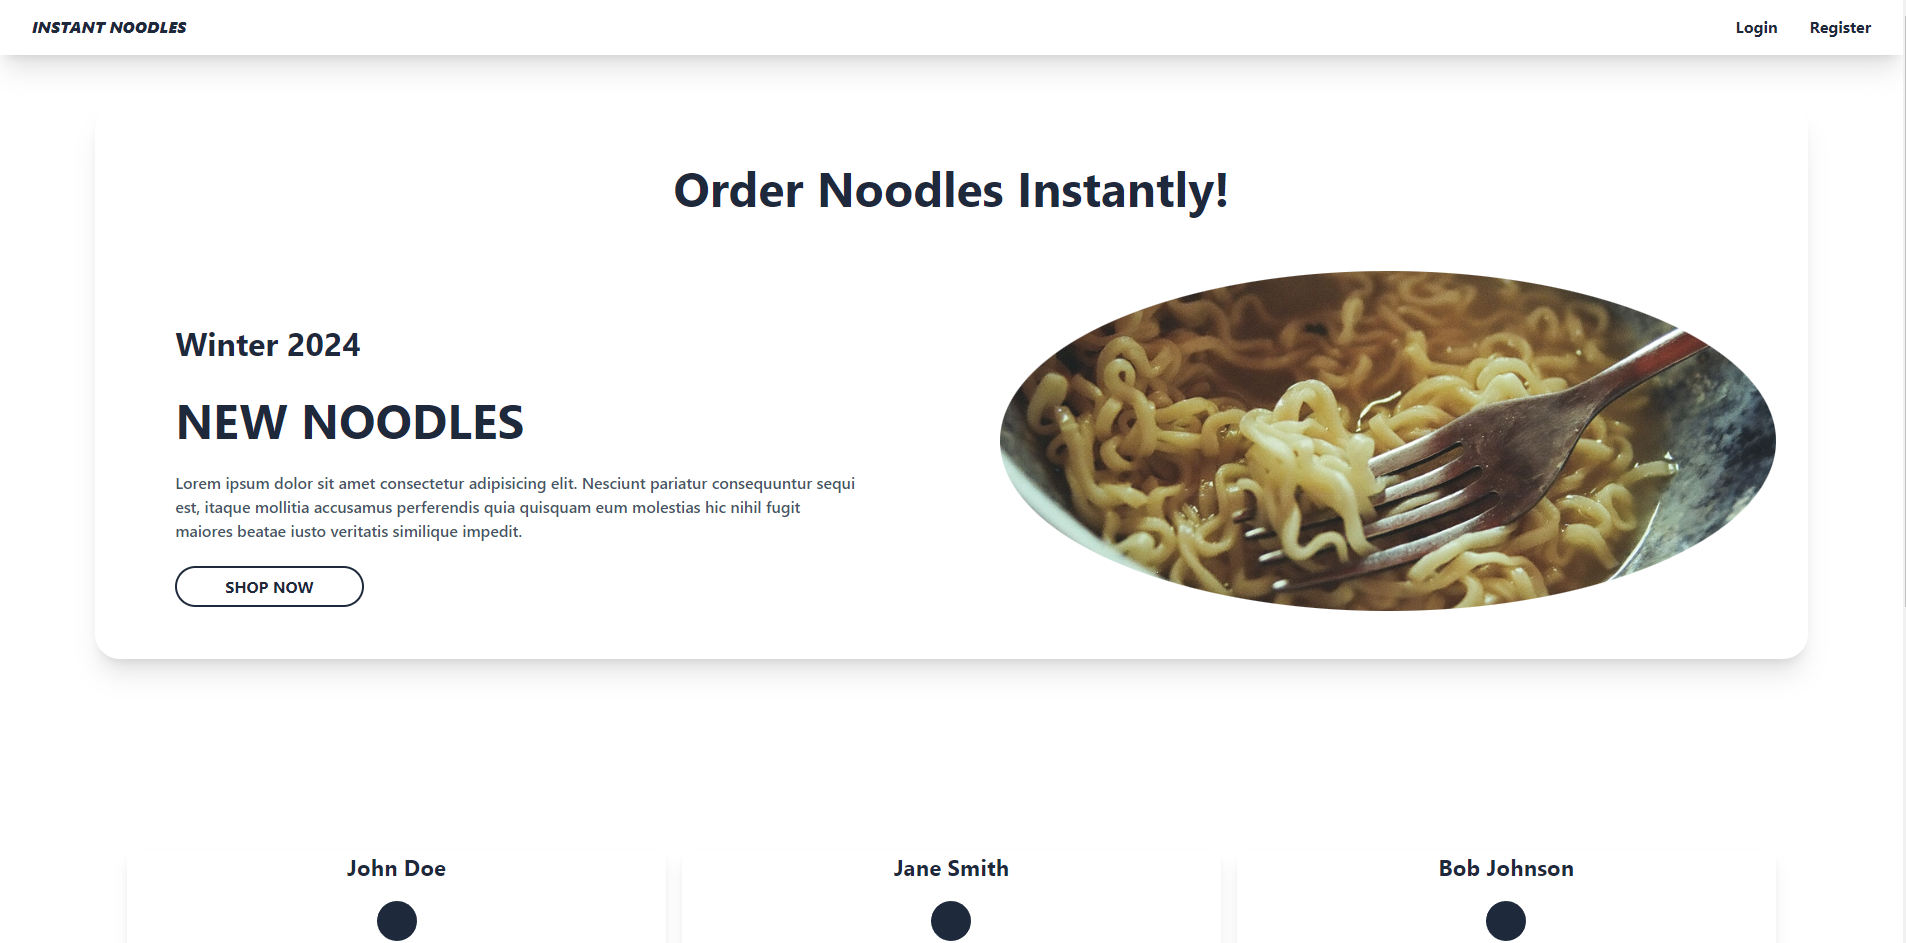 INSTANT NOODLES
Login
Register
Order Noodles Instantly!
Winter 2024
NEW NOODLES
Lorem ipsum dolor sit amet consectetur adipisicing elit. Nesciunt pariatur consequuntur sequi
est, itaque mollitia accusamus perferendis quia quisquam eum molestias hic nihil fugit
maiores beatae iusto veritatis similique impedit.
SHOP NOW
John Doe
Jane Smith
Bob Johnson